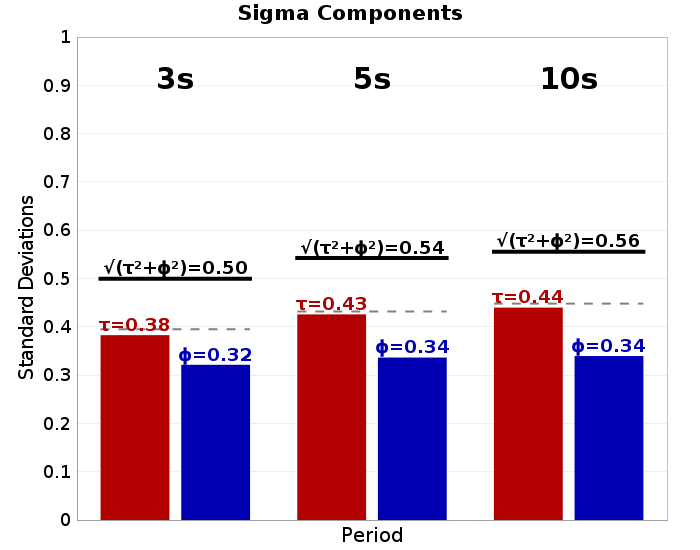 Sigma Components
1
0.9
0.8
0.7
0.6
0.5
0.4
0.3
0.2
0.1
0
Standard Deviations
3s
5s
10s
√(τ²+ϕ²)=0.50
√(τ²+ϕ²)=0.54
√(τ²+ϕ²)=0.56
τ=0.38
ϕ=0.32
τ=0.43
ϕ=0.34
τ=0.44
ϕ=0.34
Period